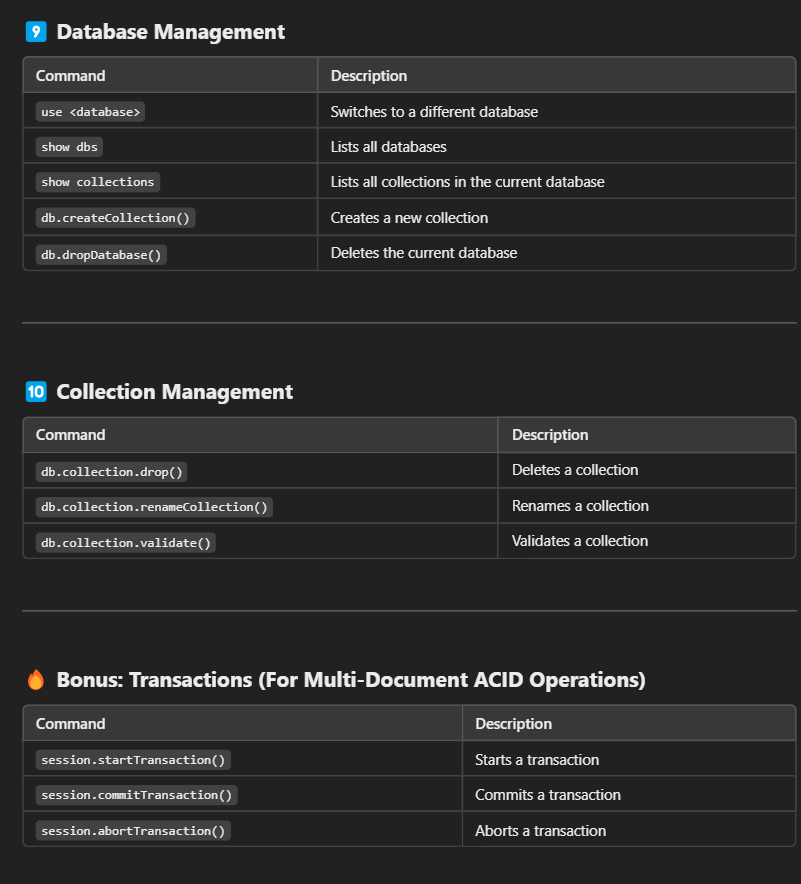 9 Database Management
Command Description
use <database> Switches to a different database
show dbs Lists all databases
show collections Lists all collections in the current database
db.createCollection() Creates a new collection
db.dropDatabase() Deletes the current database
10 Collection Management
Command Description
db.collection.drop() Deletes a collection
db.collection.renameCollection() Renames a collection
db.collection.validate() Validates a collection
Bonus: Transactions (For Multi-Document ACID Operations)
Command Description
session.startTransaction() Starts a transaction
session.commitTransaction() Commits a transaction
session.abortTransaction() Aborts a transaction